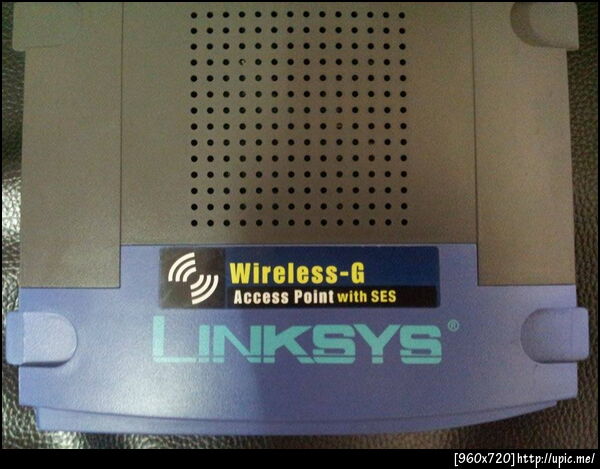 Wireless-G
Access Point with SES
LINKSYS®
[960x720]http://upic.me/